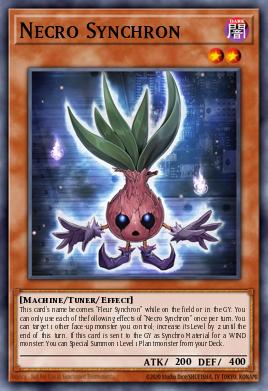 NECRO SYNCHRON
DARK
闇
[MACHINE/TUNER/EFFECT]
This card's name becomes "Fleur Synchron" while on the field or in the GY. You
can only use each of the following effects of "Necro Synchron" once per turn. You
can target 1 other face-up monster you control; increase its Level by 2 until the
end of this turn. If this card is sent to the GY as Synchro Material for a WIND
monster: You can Special Summon 1 Level 1 Plant monster from your Deck.
ATK/ 200 DEF/ 400
©2020 Studio Dice/SHUEISHA, TV TOKYO, KONAMI